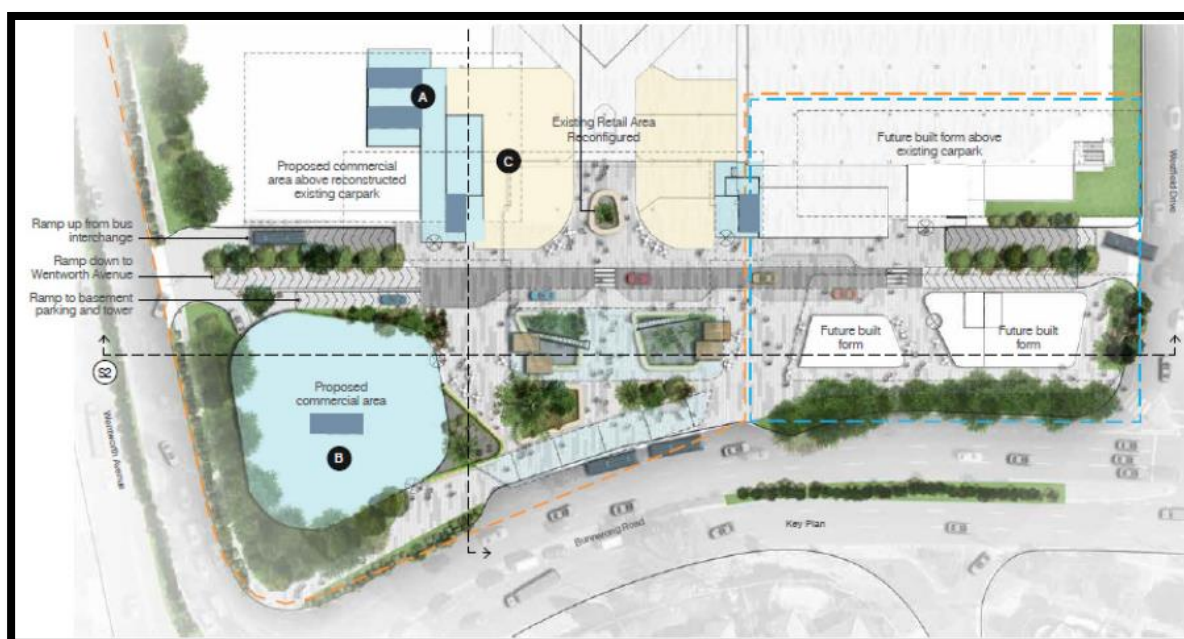 A
Existing Retail Area
Reconfigured
Future built form above
existing carpark
Proposed commercial
area above reconstructed
existing carpark
C
Westfield Drive
Ramp up from bus
interchange
Ramp down to
Wentworth Avenue
Ramp to basement
parking and tower
Future built
form
Future built
form
S2
Proposed
commercial area
B
Wentworth Avenue
Bunnerong Road
Key Plan